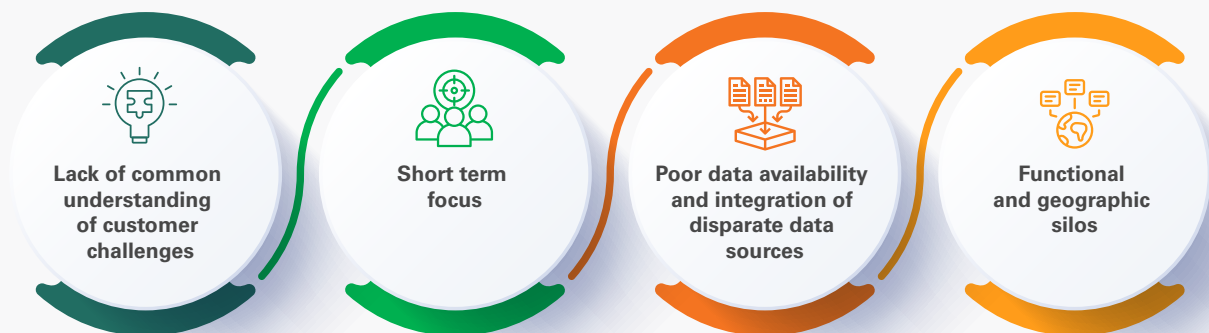 Lack of common
understanding
of customer
challenges
Short term
focus
Poor data availability
and integration of
disparate data
sources
Functional
and geographic
silos